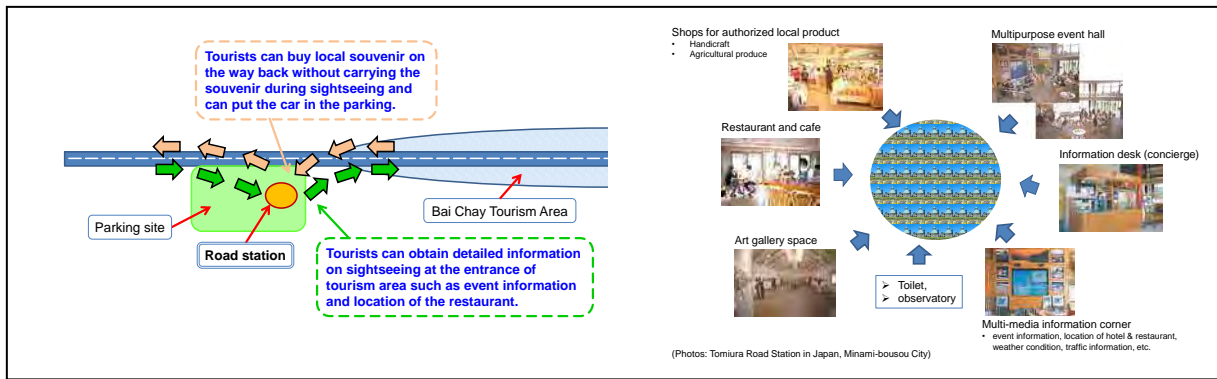 Tourists can buy local souvenir on
the way back without carrying the
souvenir during sightseeing and
can put the car in the parking.
Bai Chay Tourism Area
Parking site
Road station
Tourists can obtain detailed information
on sightseeing at the entrance of
tourism area such as event information
and location of the restaurant.
Shops for authorized local product
• Handicraft
• Agricultural produce
Multipurpose event hall
Restaurant and cafe
Information desk (concierge)
Art gallery space
➢ Toilet,
➢ observatory
Multi-media information corner
• event information, location of hotel & restaurant,
weather condition, traffic information, etc.
(Photos: Tomiura Road Station in Japan, Minami-bousou City)